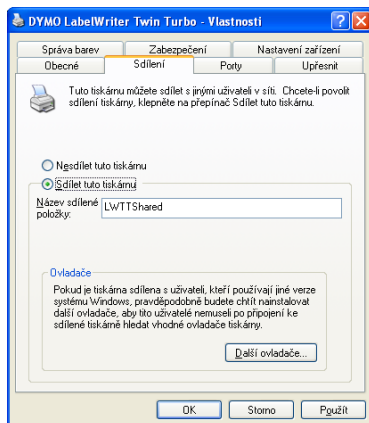 DYMO LabelWriter Twin Turbo - Vlastnosti
Správa barev Zabezpečení Nastavení zařízení
Obecné Sdílení Porty Upřesnit
Tuto tiskárnu můžete sdílet s jinými uživateli v síti. Chcete-li povolit
sdílení tiskárny, klepněte na přepínač Sdílet tuto tiskárnu.
Nesdílet tuto tiskárnu
Sdílet tuto tiskárnu
Název sdílené
položky:
LWTTShared
Ovladače
Pokud je tiskárna sdílena s uživateli, kteří používají jiné verze
systému Windows, pravděpodobně budete chtít nainstalovat
další ovladače, aby tito uživatelé nemuseli po připojení ke
sdílené tiskárně hledat vhodné ovladače tiskárny.
Další ovladače...
OK Storno Použít